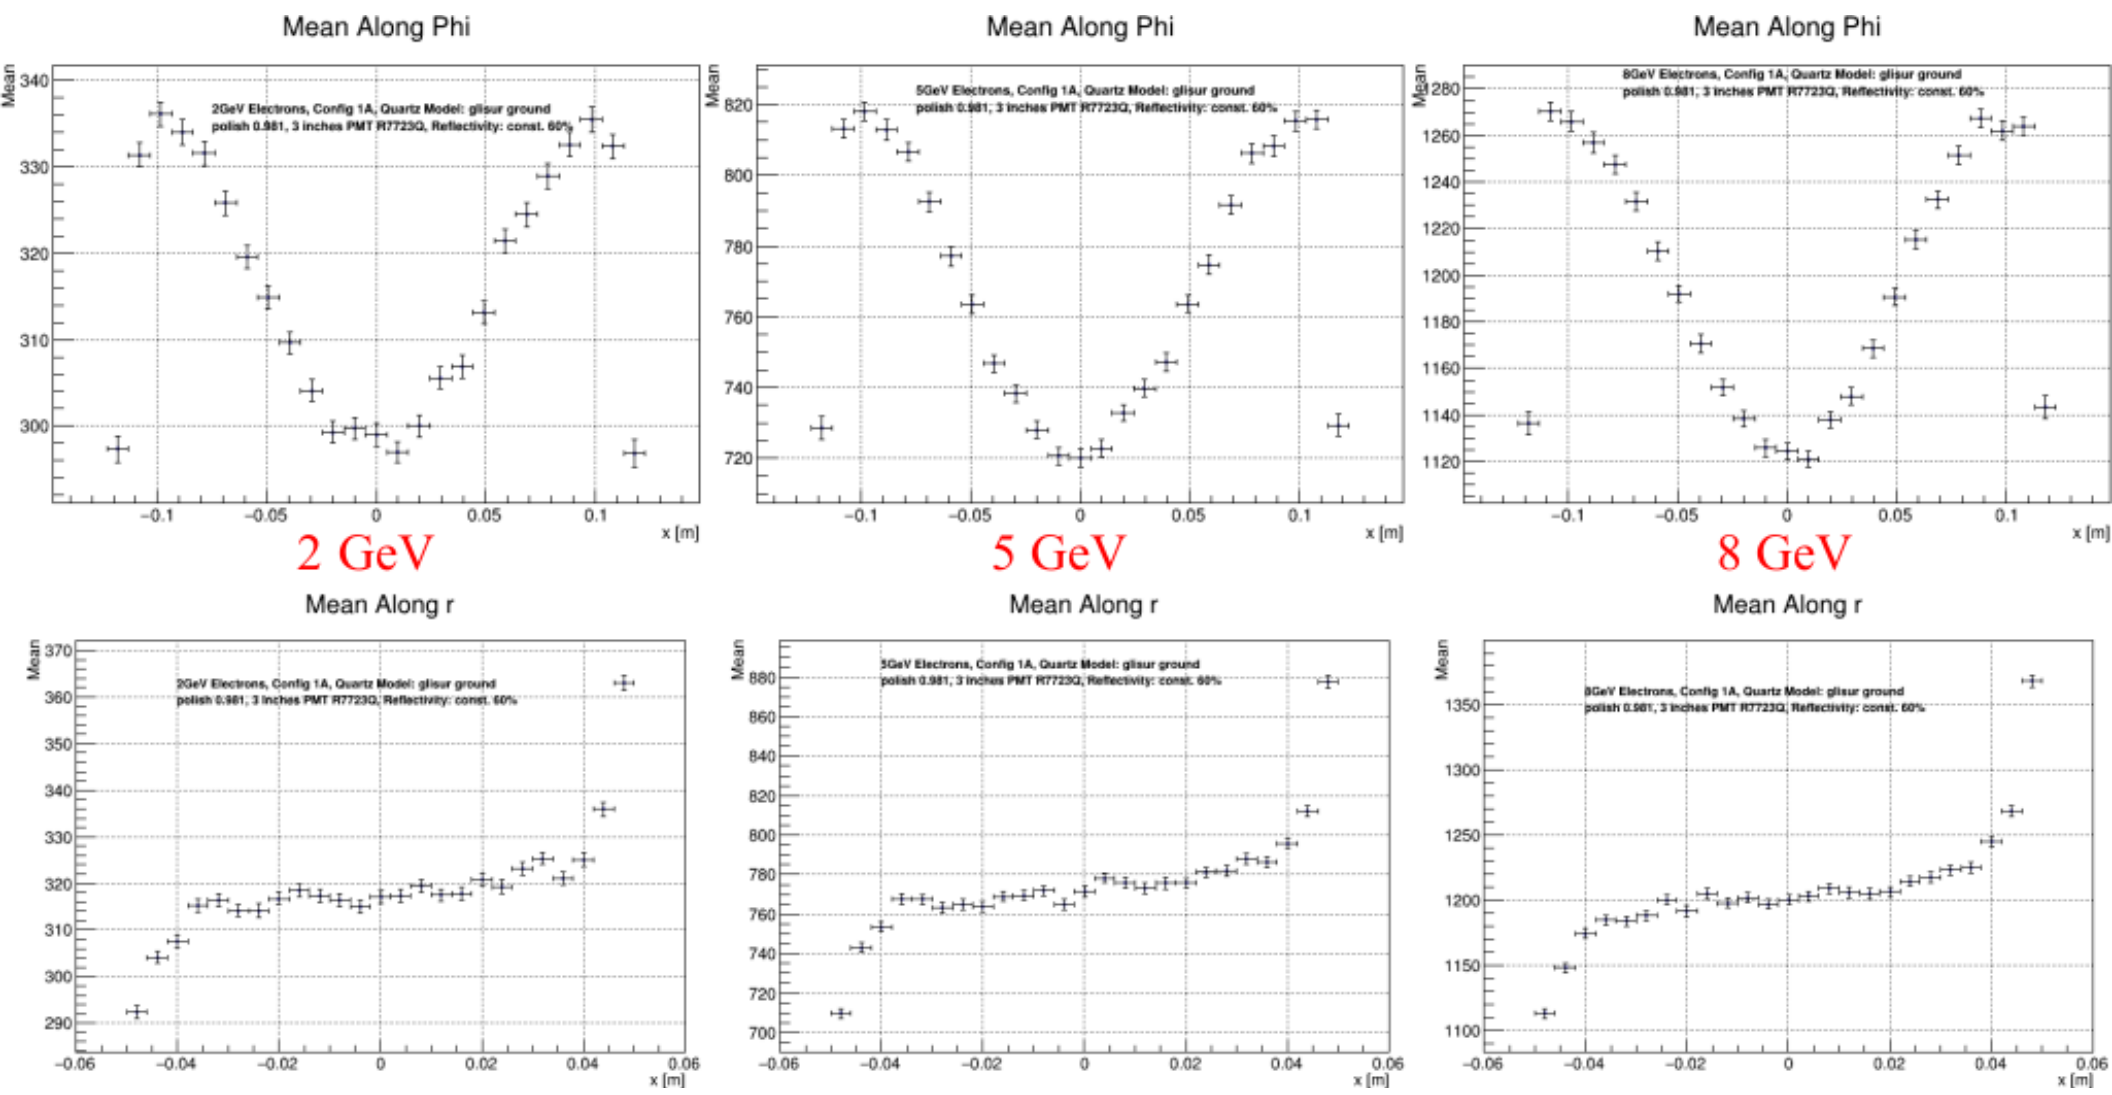 Mean Along Phi
Mean
2GeV Electrons, Config 1A, Quartz Model: glisur ground
polish 0.981, 3 inches PMT R7723Q, Reflectivity: const. 60%
340
330
320
310
300
−0.1 −0.05 0 0.05 0.1
x [m]
2 GeV
Mean Along Phi
Mean
5GeV Electrons, Config 1A, Quartz Model: glisur ground
polish 0.981, 3 inches PMT R7723Q, Reflectivity: const. 60%
820
800
780
760
740
720
−0.1 −0.05 0 0.05 0.1
x [m]
5 GeV
Mean Along Phi
Mean
8GeV Electrons, Config 1A, Quartz Model: glisur ground
polish 0.981, 3 inches PMT R7723Q, Reflectivity: const. 60%
1280
1260
1240
1220
1200
1180
1160
1140
1120
−0.1 −0.05 0 0.05 0.1
x [m]
8 GeV
Mean Along r
Mean
2GeV Electrons, Config 1A, Quartz Model: glisur ground
polish 0.981, 3 inches PMT R7723Q, Reflectivity: const. 60%
370
360
350
340
330
320
310
300
290
−0.06 −0.04 −0.02 0 0.02 0.04 0.06
x [m]
Mean Along r
Mean
5GeV Electrons, Config 1A, Quartz Model: glisur ground
polish 0.981, 3 inches PMT R7723Q, Reflectivity: const. 60%
880
860
840
820
800
780
760
740
720
700
−0.06 −0.04 −0.02 0 0.02 0.04 0.06
x [m]
Mean Along r
Mean
8GeV Electrons, Config 1A, Quartz Model: glisur ground
polish 0.981, 3 inches PMT R7723Q, Reflectivity: const. 60%
1350
1300
1250
1200
1150
1100
−0.06 −0.04 −0.02 0 0.02 0.04 0.06
x [m]